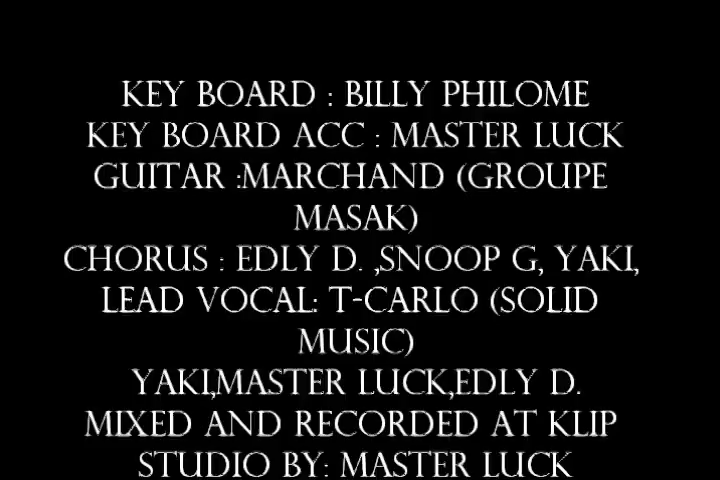 KEY BOARD : BILLY PHILOME
KEY BOARD ACC : MASTER LUCK
GUITAR :MARCHAND (GROUPE
MASAK)
CHORUS : EDLY D. ,SNOOP G, YAKI,
LEAD VOCAL: T-CARLO (SOLID
MUSIC)
YAKI,MASTER LUCK,EDLY D.
MIXED AND RECORDED AT KLIP
STUDIO BY: MASTER LUCK